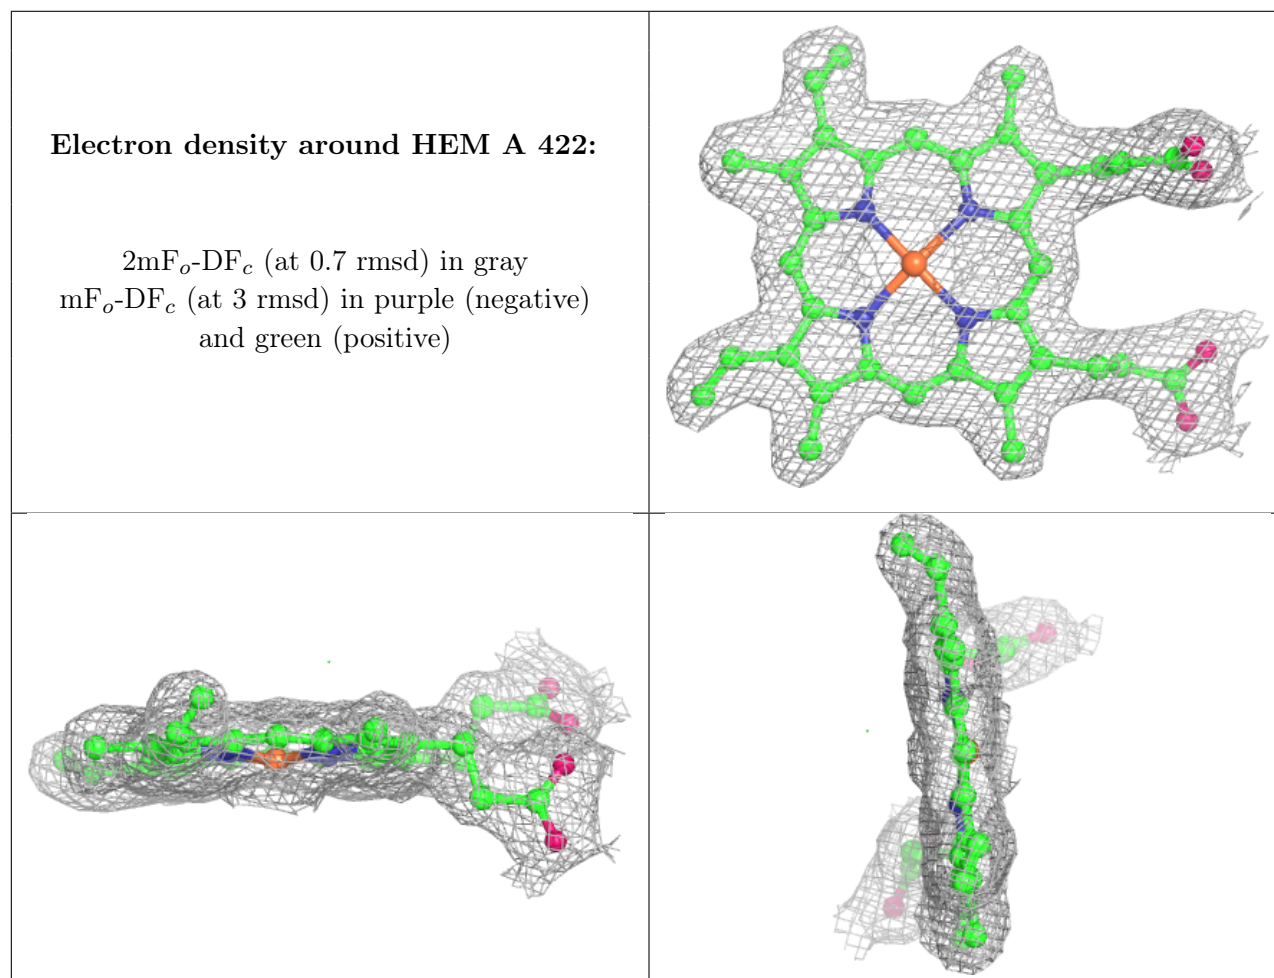 Electron density around HEM A 422:
2mFo-DFc (at 0.7 rmsd) in gray
mFo-DFc (at 3 rmsd) in purple (negative)
and green (positive)